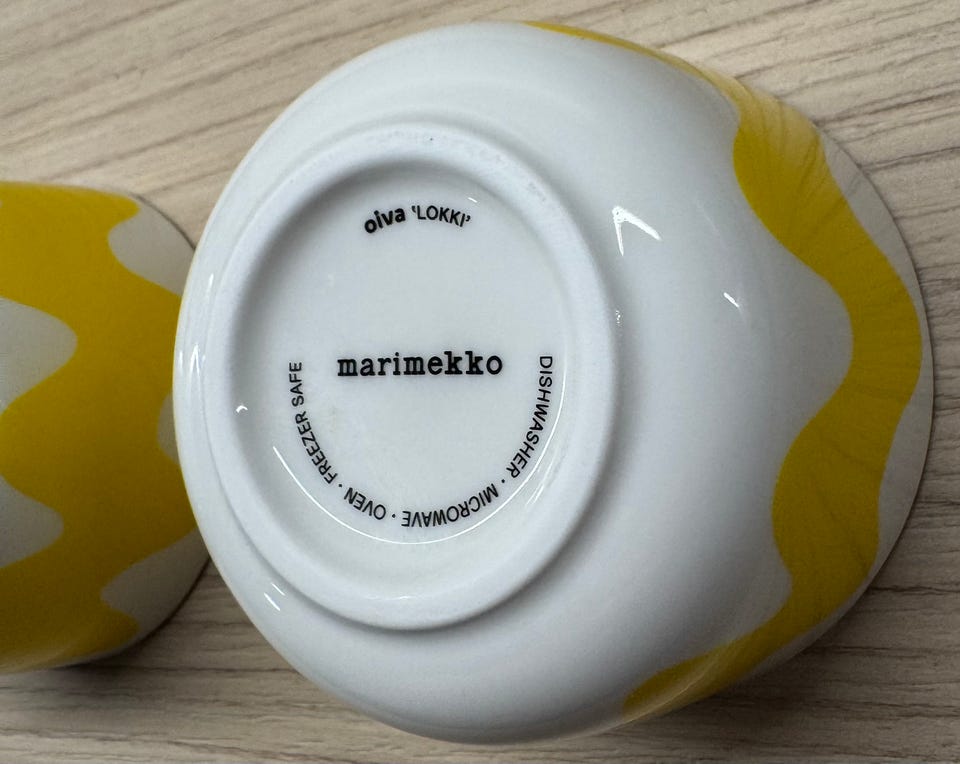 oiva 'LOKKI'
marimekko
DISHWASHER · MICROWAVE · OVEN · FREEZER SAFE